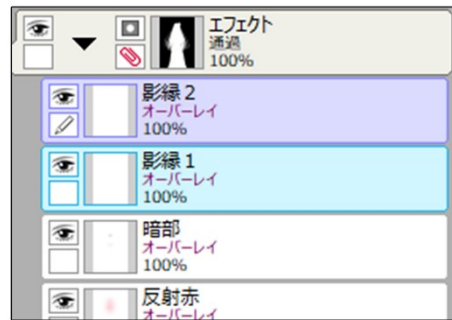 エフェクト
通過
100%
影縁２
オーバーレイ
100%
影縁１
オーバーレイ
100%
暗部
オーバーレイ
100%
反射赤
オーバーレイ